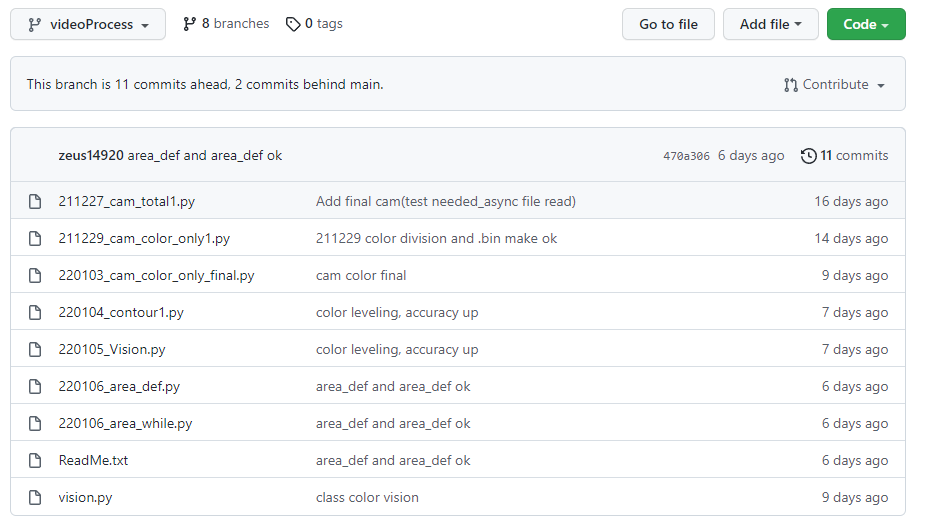 videoProcess 8 branches 0 tags Go to file Add file Code
This branch is 11 commits ahead, 2 commits behind main. Contribute
zeus14920 area_def and area_def ok 470a306 6 days ago 11 commits
211227_cam_total1.py Add final cam(test needed_async file read) 16 days ago
211229_cam_color_only1.py 211229 color division and .bin make ok 14 days ago
220103_cam_color_only_final.py cam color final 9 days ago
220104_contour1.py color leveling, accuracy up 7 days ago
220105_Vision.py color leveling, accuracy up 7 days ago
220106_area_def.py area_def and area_def ok 6 days ago
220106_area_while.py area_def and area_def ok 6 days ago
ReadMe.txt area_def and area_def ok 6 days ago
vision.py class color vision 9 days ago